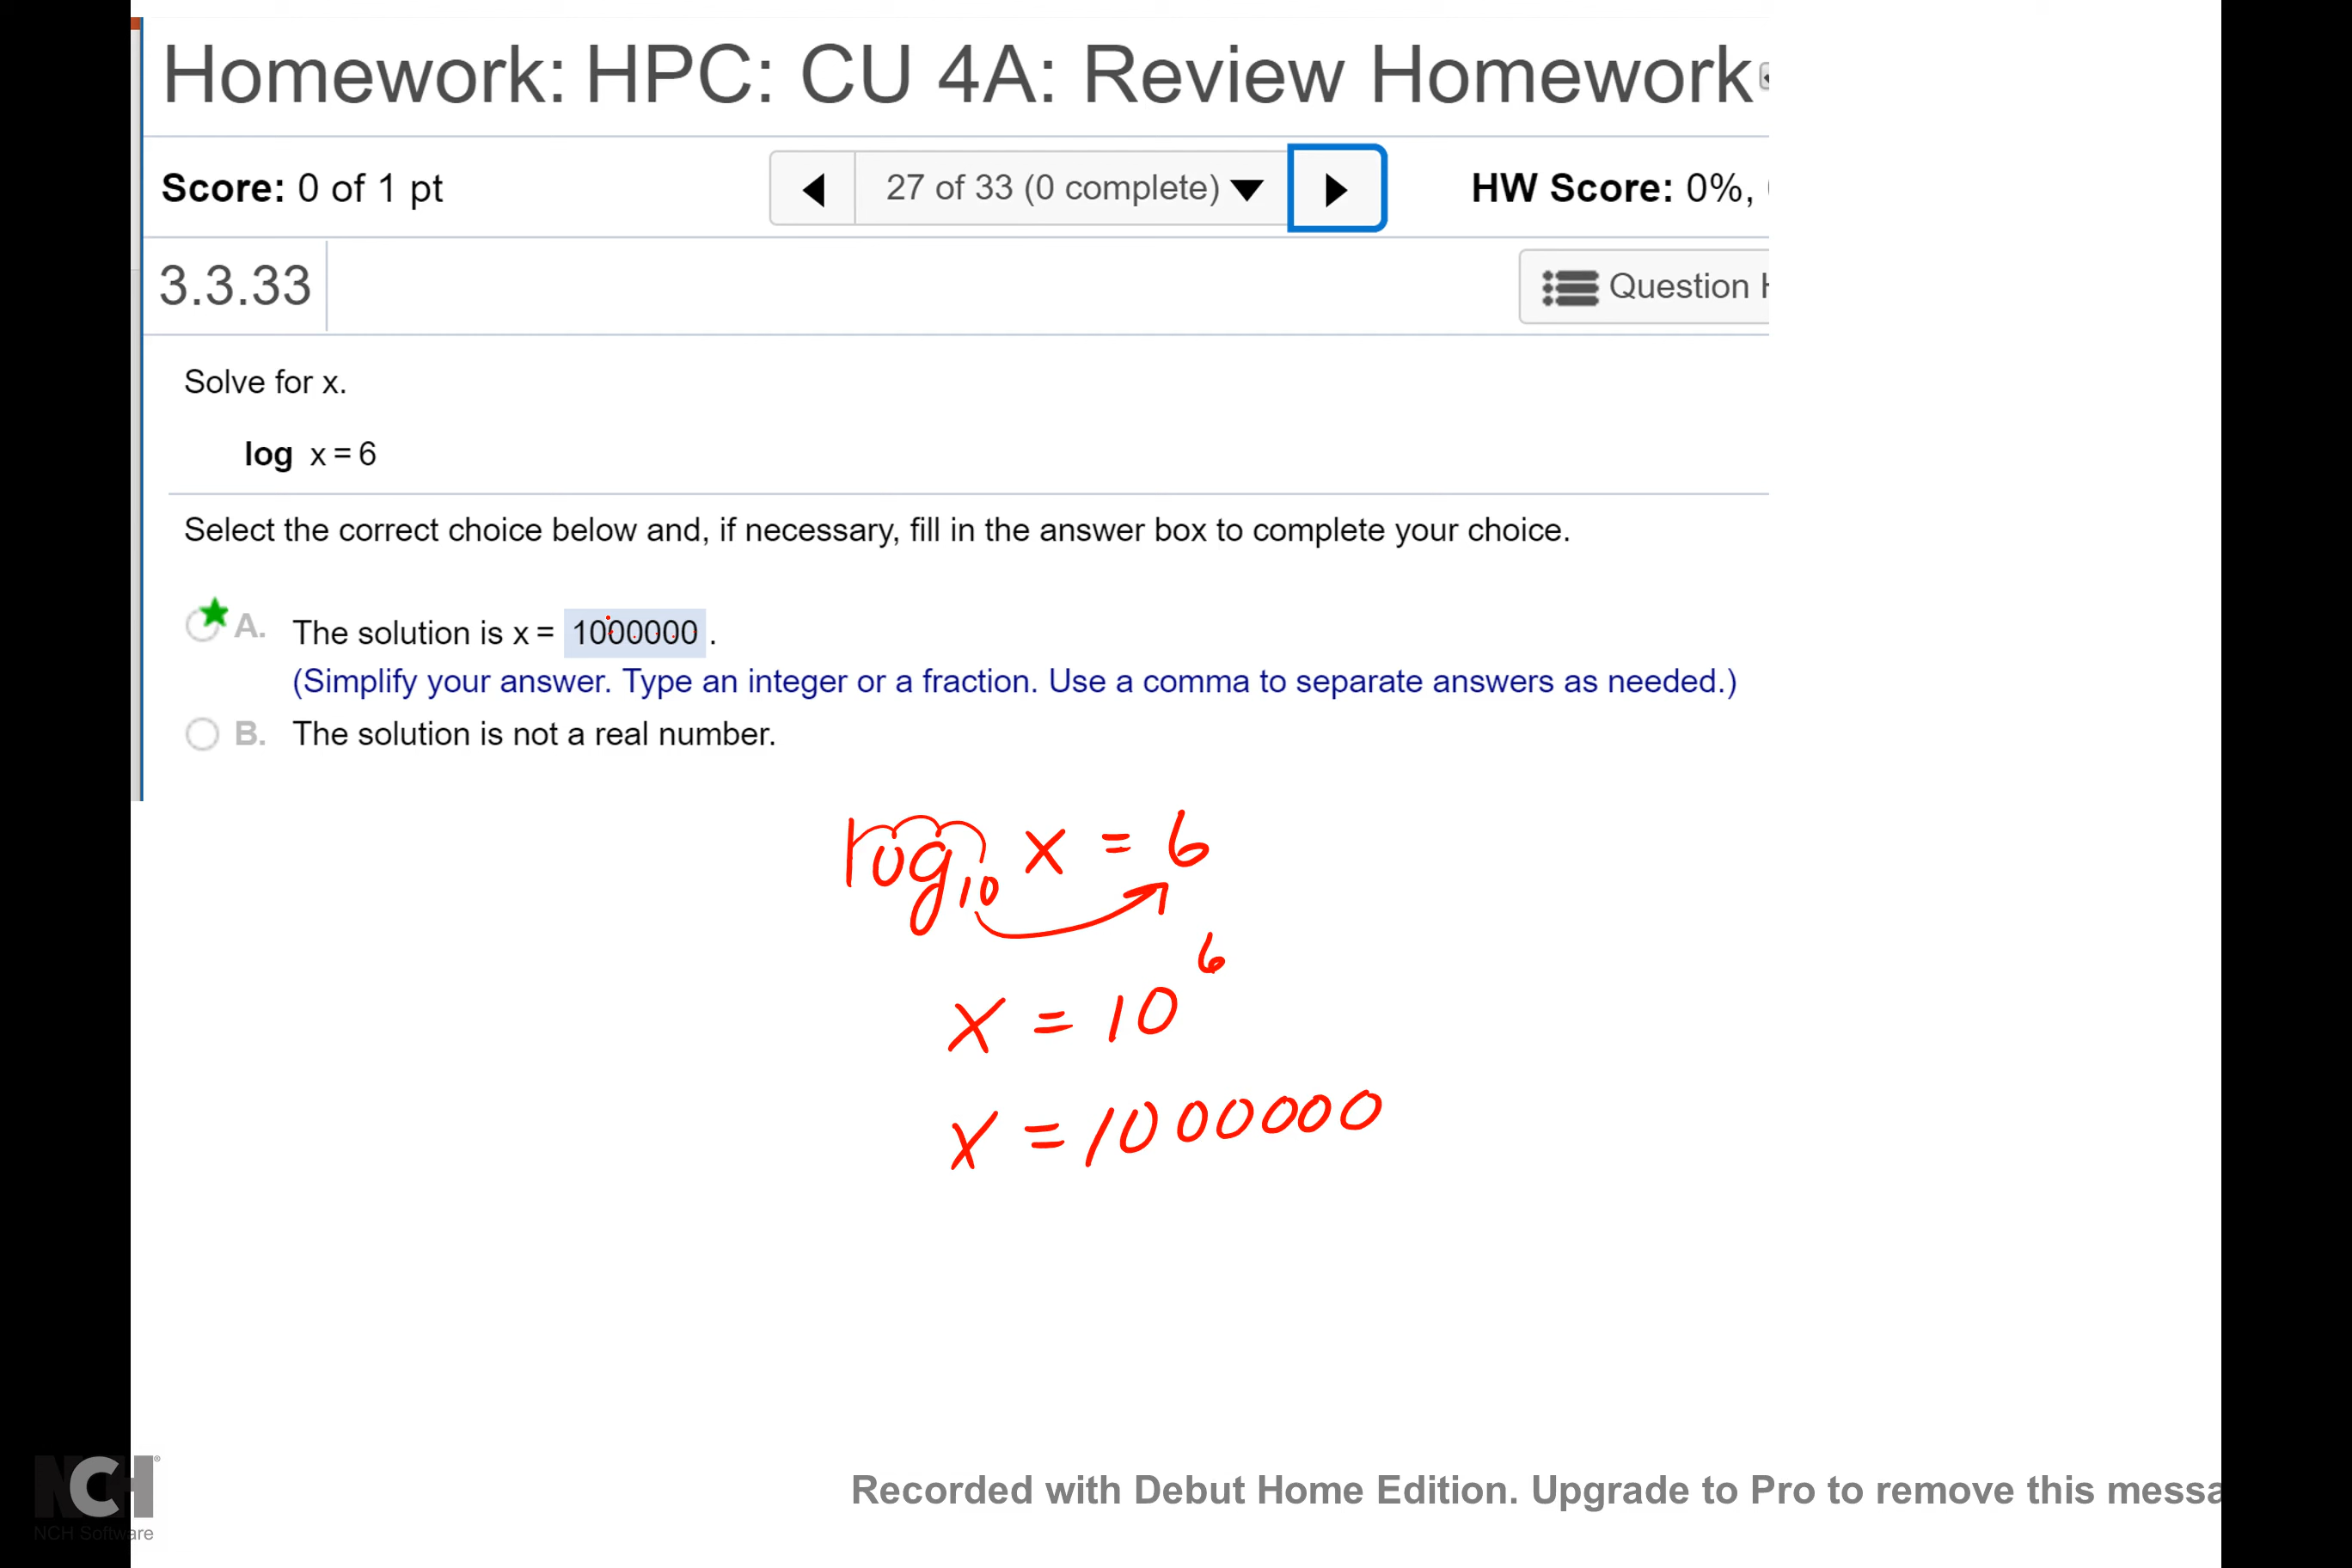 Homework: HPC: CU 4A: Review Homework
Score: 0 of 1 pt
27 of 33 (0 complete)
HW Score: 0%,
3.3.33
Question
Solve for x.
log x = 6
Select the correct choice below and, if necessary, fill in the answer box to complete your choice.
A. The solution is x = 1000000 .
(Simplify your answer. Type an integer or a fraction. Use a comma to separate answers as needed.)
B. The solution is not a real number.
log₁₀ x = 6
x = 10⁶
x = 1000000
NCH®
NCH Software
Recorded with Debut Home Edition. Upgrade to Pro to remove this messa